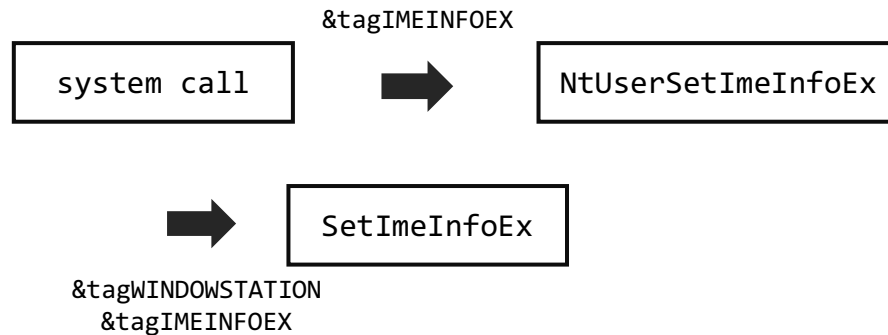 &tagIMEINFOEX
system call
NtUserSetImeInfoEx
SetImeInfoEx
&tagWINDOWSTATION
&tagIMEINFOEX